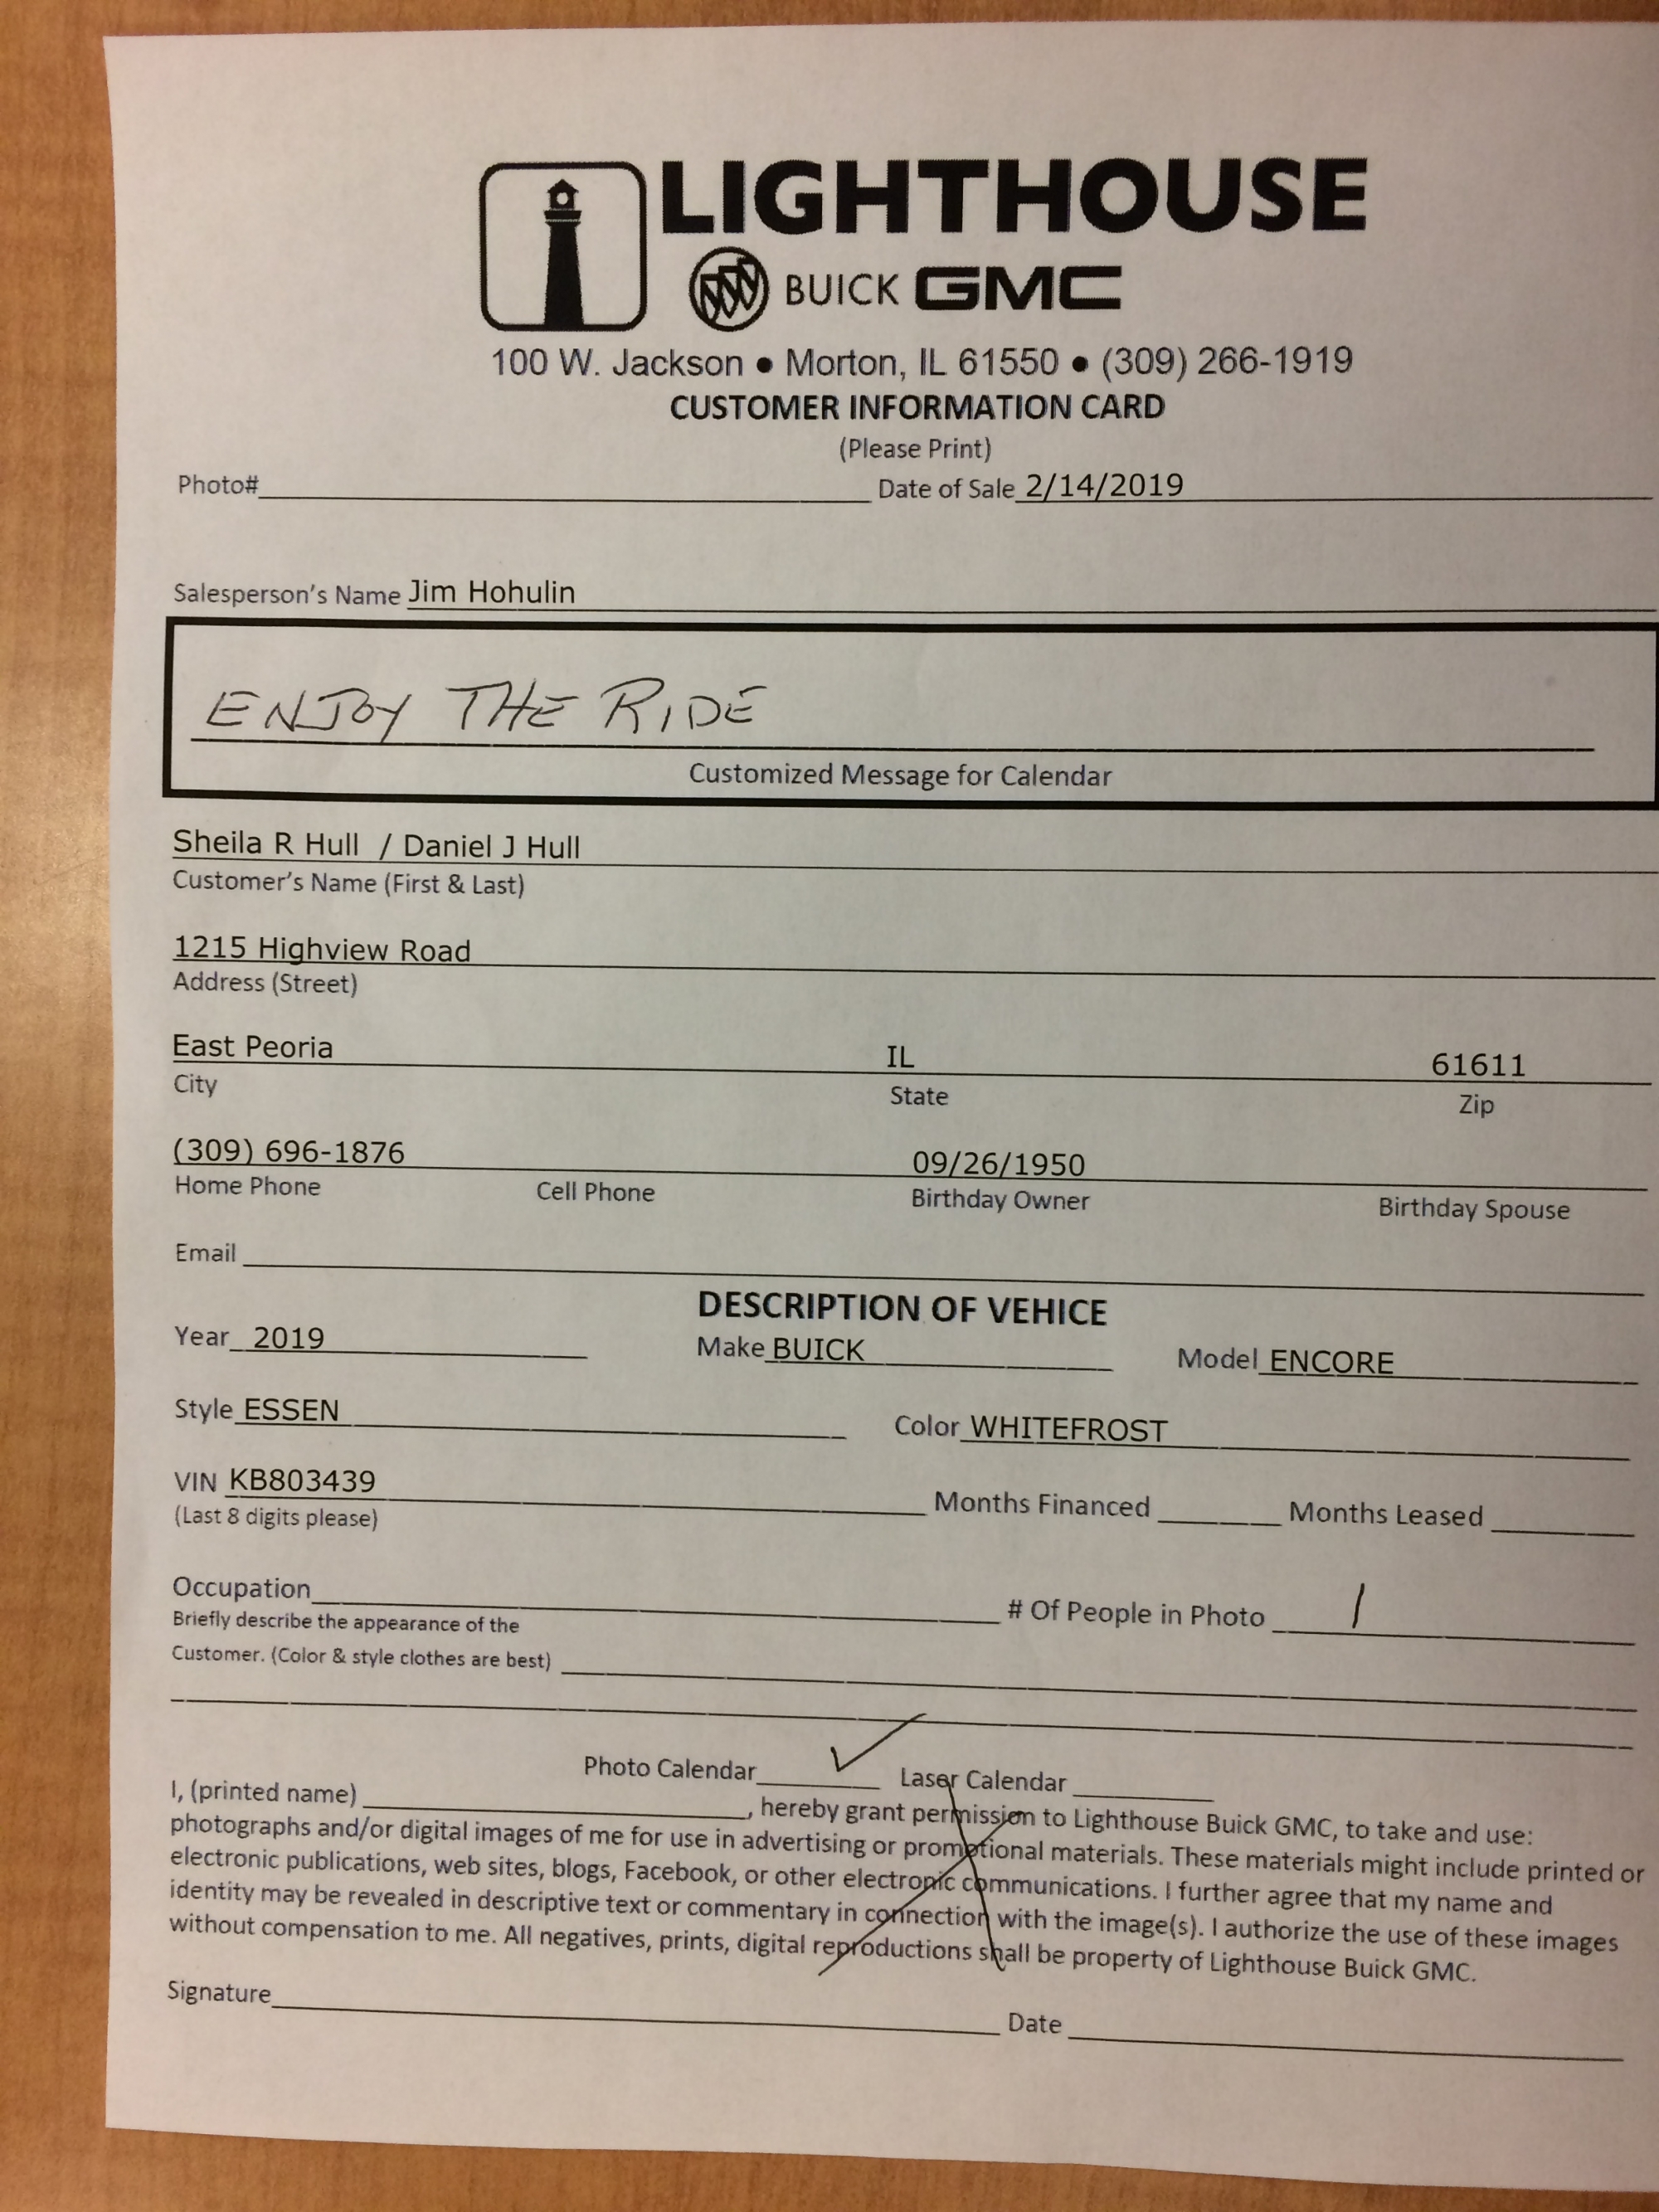 LIGHTHOUSE
BUICK GMC
100 W. Jackson • Morton, IL 61550 • (309) 266-1919
CUSTOMER INFORMATION CARD
(Please Print)
Photo#____ Date of Sale 2/14/2019
Salesperson's Name Jim Hohulin
ENJOY THE RIDE
Customized Message for Calendar
Sheila R Hull / Daniel J Hull
Customer's Name (First & Last)
1215 Highview Road
Address (Street)
East Peoria IL 61611
City State Zip
(309) 696-1876 09/26/1950
Home Phone Cell Phone Birthday Owner Birthday Spouse
Email
DESCRIPTION OF VEHICE
Year 2019 Make BUICK Model ENCORE
Style ESSEN Color WHITEFROST
VIN KB803439 Months Financed ____ Months Leased ____
(Last 8 digits please)
Occupation____ # Of People in Photo 1
Briefly describe the appearance of the
Customer. (Color & style clothes are best)
Photo Calendar ✓ Laser Calendar ____
I, (printed name) ____, hereby grant permission to Lighthouse Buick GMC, to take and use:
photographs and/or digital images of me for use in advertising or promotional materials. These materials might include printed or
electronic publications, web sites, blogs, Facebook, or other electronic communications. I further agree that my name and
identity may be revealed in descriptive text or commentary in connection with the image(s). I authorize the use of these images
without compensation to me. All negatives, prints, digital reproductions shall be property of Lighthouse Buick GMC.
Signature____ Date ____